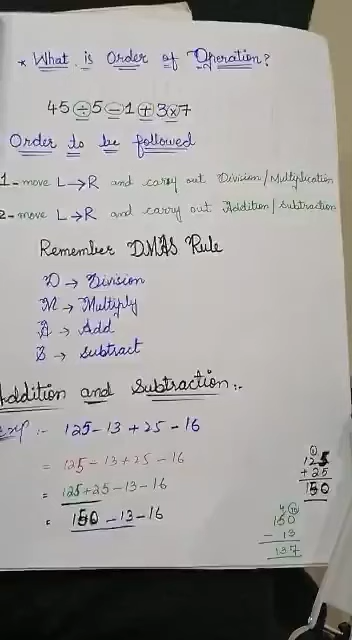 * What is Order of Operation?
45 ÷ 5 - 1 + 3 x 7
Order to be followed
1- move L→R and carry out Division/Multiplication
2- move L→R and carry out Addition/Subtraction
Remember DMAS Rule
D → Division
M → Multiply
A → Add
S → Subtract
Addition and Subtraction:-
:- 125-13+25-16
= 125-13+25-16
= 125+25-13-16
= 150-13-16
1
125
+ 25
150
4 10
150
- 13
137